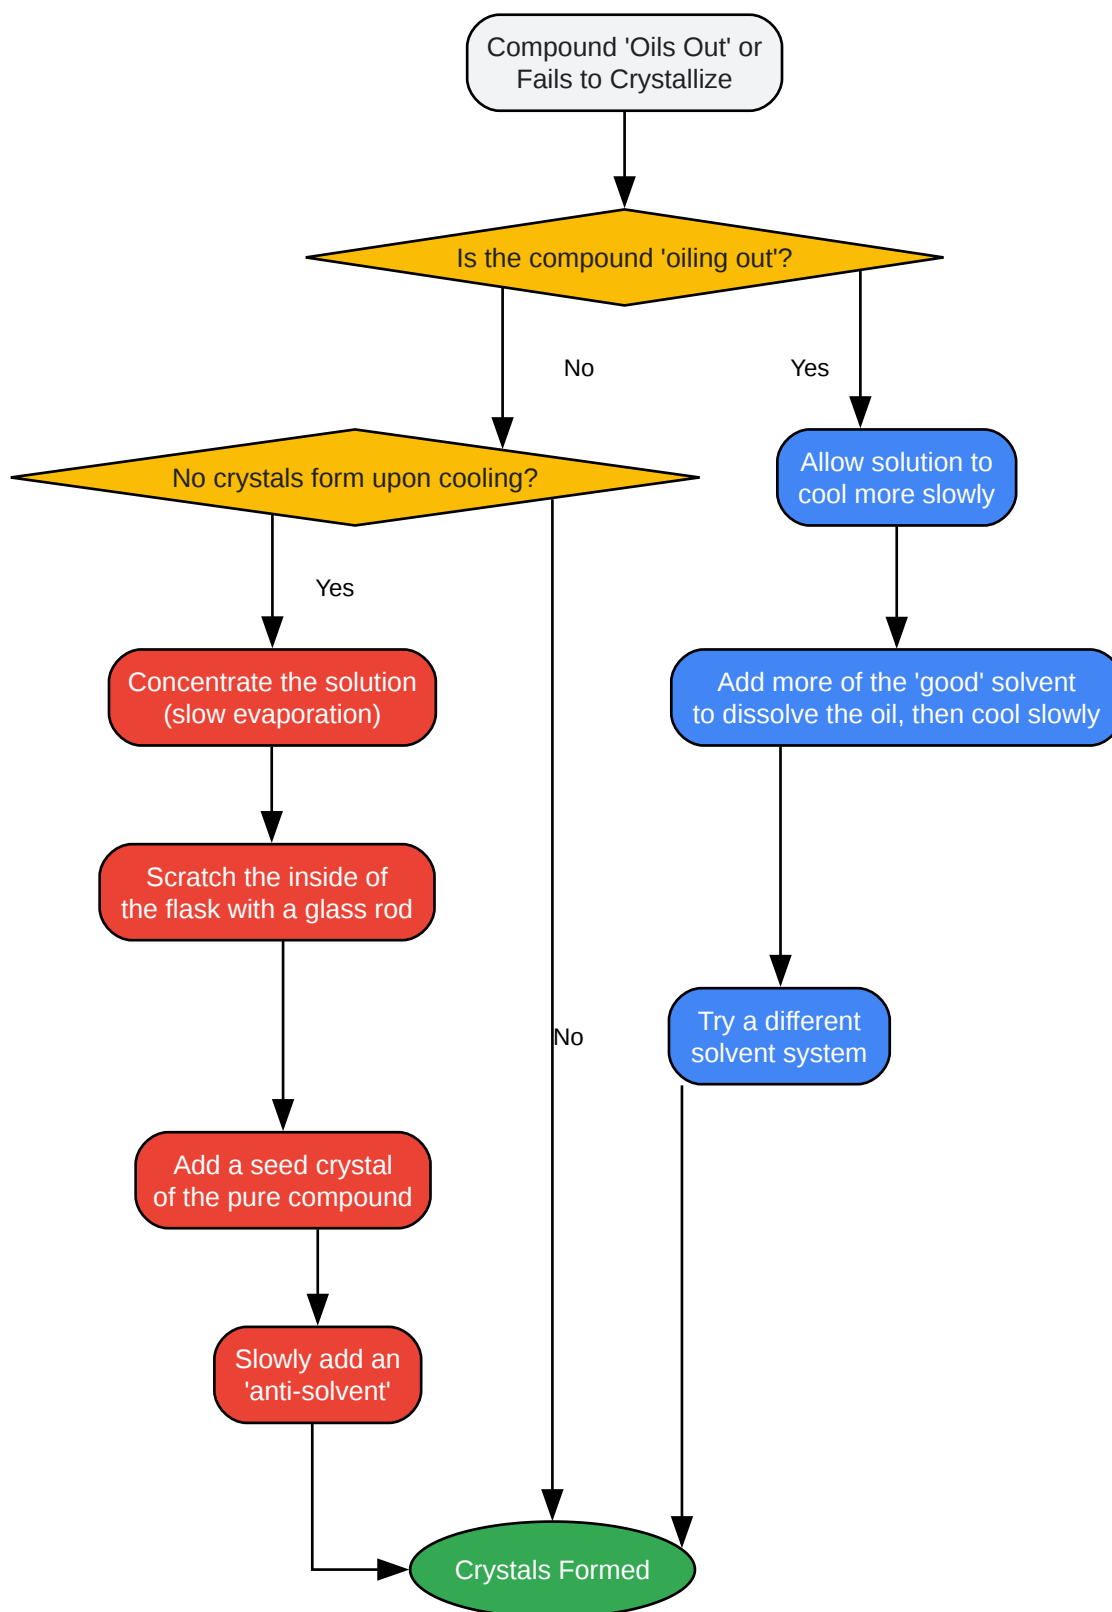 Compound 'Oils Out' or
Fails to Crystallize
Is the compound 'oiling out'?
No
Yes
No crystals form upon cooling?
Allow solution to
cool more slowly
Yes
Concentrate the solution
(slow evaporation)
Add more of the 'good' solvent
to dissolve the oil, then cool slowly
Scratch the inside of
the flask with a glass rod
No
Try a different
solvent system
Add a seed crystal
of the pure compound
Slowly add an
'anti-solvent'
Crystals Formed